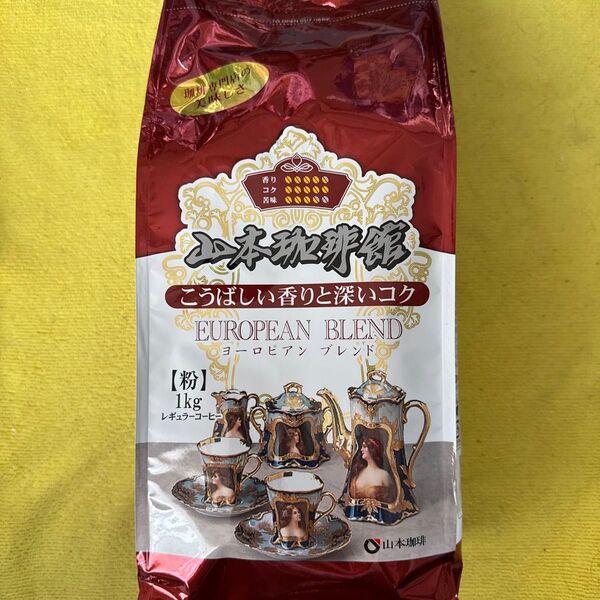 珈琲専門店の
美味しさ
香り
コク
苦味
山本珈琲館
こうばしい香りと深いコク
EUROPEAN BLEND
ヨーロピアン ブレンド
【粉】
1kg
レギュラーコーヒー
山本珈琲